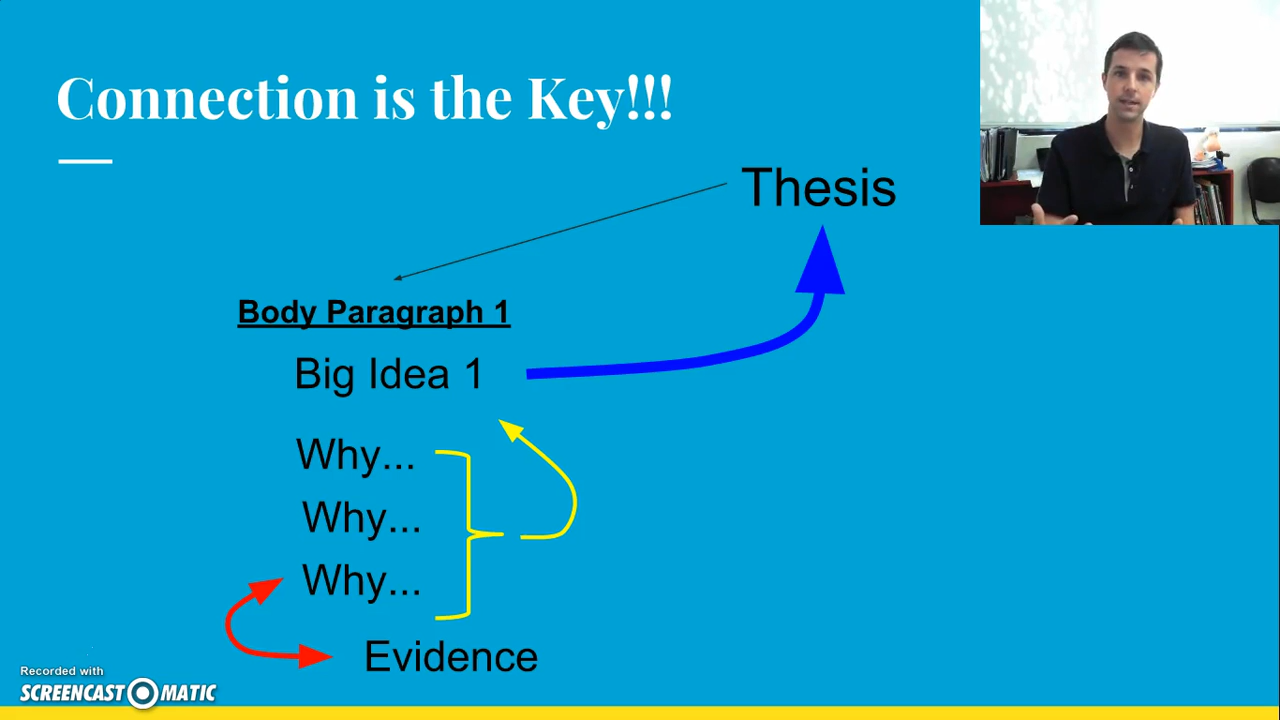 Connection is the Key!!!
Thesis
Body Paragraph 1
Big Idea 1
Why...
Why...
Why...
Evidence
Recorded with
SCREENCAST MATIC